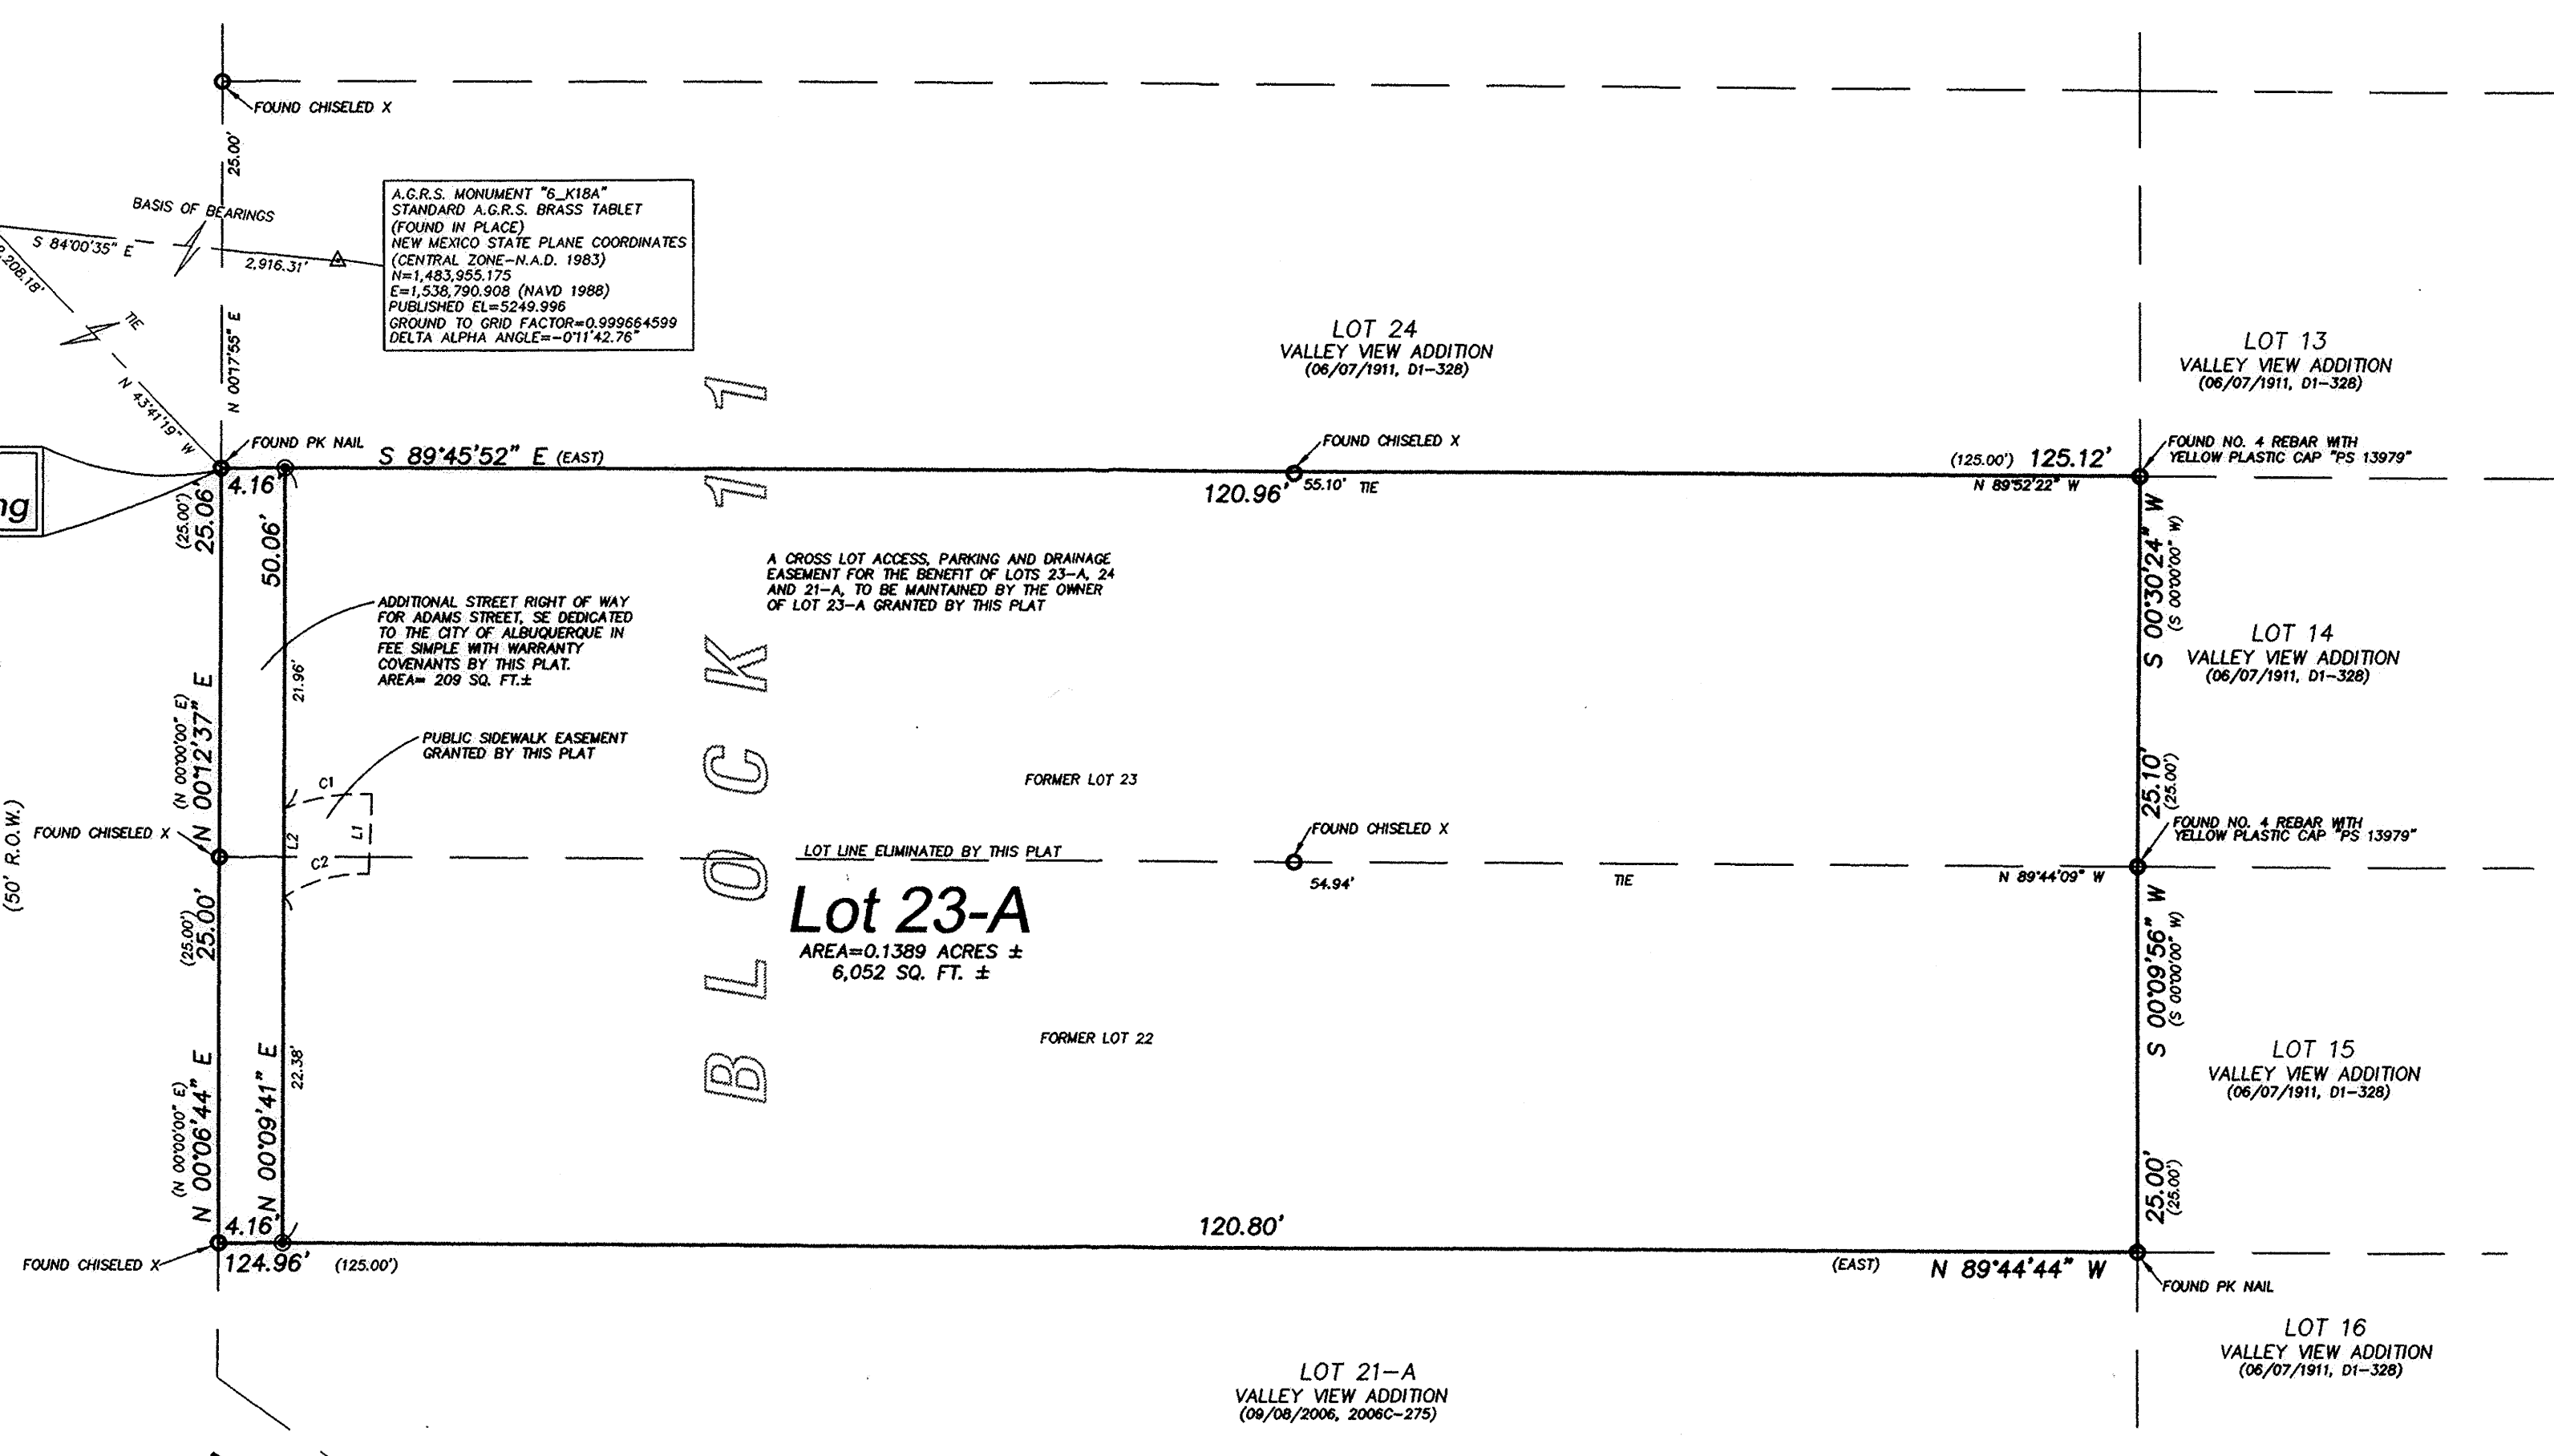 FOUND CHISELED X
25.00'
BASIS OF BEARINGS
S 84°00'35" E
2,916.31'
208.18'
TIE
N 43°41'19" W
N 00°17'55" E
A.G.R.S. MONUMENT "6_K18A"
STANDARD A.G.R.S. BRASS TABLET
(FOUND IN PLACE)
NEW MEXICO STATE PLANE COORDINATES
(CENTRAL ZONE-N.A.D. 1983)
N=1,483,955.175
E=1,538,790.908 (NAVD 1988)
PUBLISHED EL=5249.996
GROUND TO GRID FACTOR=0.999664599
DELTA ALPHA ANGLE=-0°11'42.76"
LOT 24
VALLEY VIEW ADDITION
(06/07/1911, D1-328)
LOT 13
VALLEY VIEW ADDITION
(06/07/1911, D1-328)
FOUND PK NAIL
S 89°45'52" E (EAST)
FOUND CHISELED X
(125.00') 125.12'
N 89°52'22" W
FOUND NO. 4 REBAR WITH
YELLOW PLASTIC CAP "PS 13979"
ng
4.16'
120.96'
55.10' TIE
(25.00')
25.06'
50.06'
A CROSS LOT ACCESS, PARKING AND DRAINAGE
EASEMENT FOR THE BENEFIT OF LOTS 23-A, 24
AND 21-A, TO BE MAINTAINED BY THE OWNER
OF LOT 23-A GRANTED BY THIS PLAT
ADDITIONAL STREET RIGHT OF WAY
FOR ADAMS STREET, SE DEDICATED
TO THE CITY OF ALBUQUERQUE IN
FEE SIMPLE WITH WARRANTY
COVENANTS BY THIS PLAT.
AREA= 209 SQ. FT.±
21.96'
BLOCK 11
S 00°30'24" W
(S 00°00'00" W)
LOT 14
VALLEY VIEW ADDITION
(06/07/1911, D1-328)
(N 00°00'00" E)
N 00°12'37" E
PUBLIC SIDEWALK EASEMENT
GRANTED BY THIS PLAT
C1
L1
L2
C2
FORMER LOT 23
25.10'
(25.00')
(50' R.O.W.)
FOUND CHISELED X
LOT LINE ELIMINATED BY THIS PLAT
FOUND CHISELED X
54.94'
TIE
N 89°44'09" W
FOUND NO. 4 REBAR WITH
YELLOW PLASTIC CAP "PS 13979"
(25.00')
25.00'
Lot 23-A
AREA=0.1389 ACRES ±
6,052 SQ. FT. ±
S 00°09'56" W
(S 00°00'00" W)
FORMER LOT 22
LOT 15
VALLEY VIEW ADDITION
(06/07/1911, D1-328)
(N 00°00'00" E)
N 00°06'44" E
N 00°09'41" E
22.38'
25.00'
(25.00')
4.16'
120.80'
FOUND CHISELED X
124.96' (125.00')
(EAST) N 89°44'44" W
FOUND PK NAIL
LOT 16
VALLEY VIEW ADDITION
(06/07/1911, D1-328)
LOT 21-A
VALLEY VIEW ADDITION
(09/08/2006, 2006C-275)